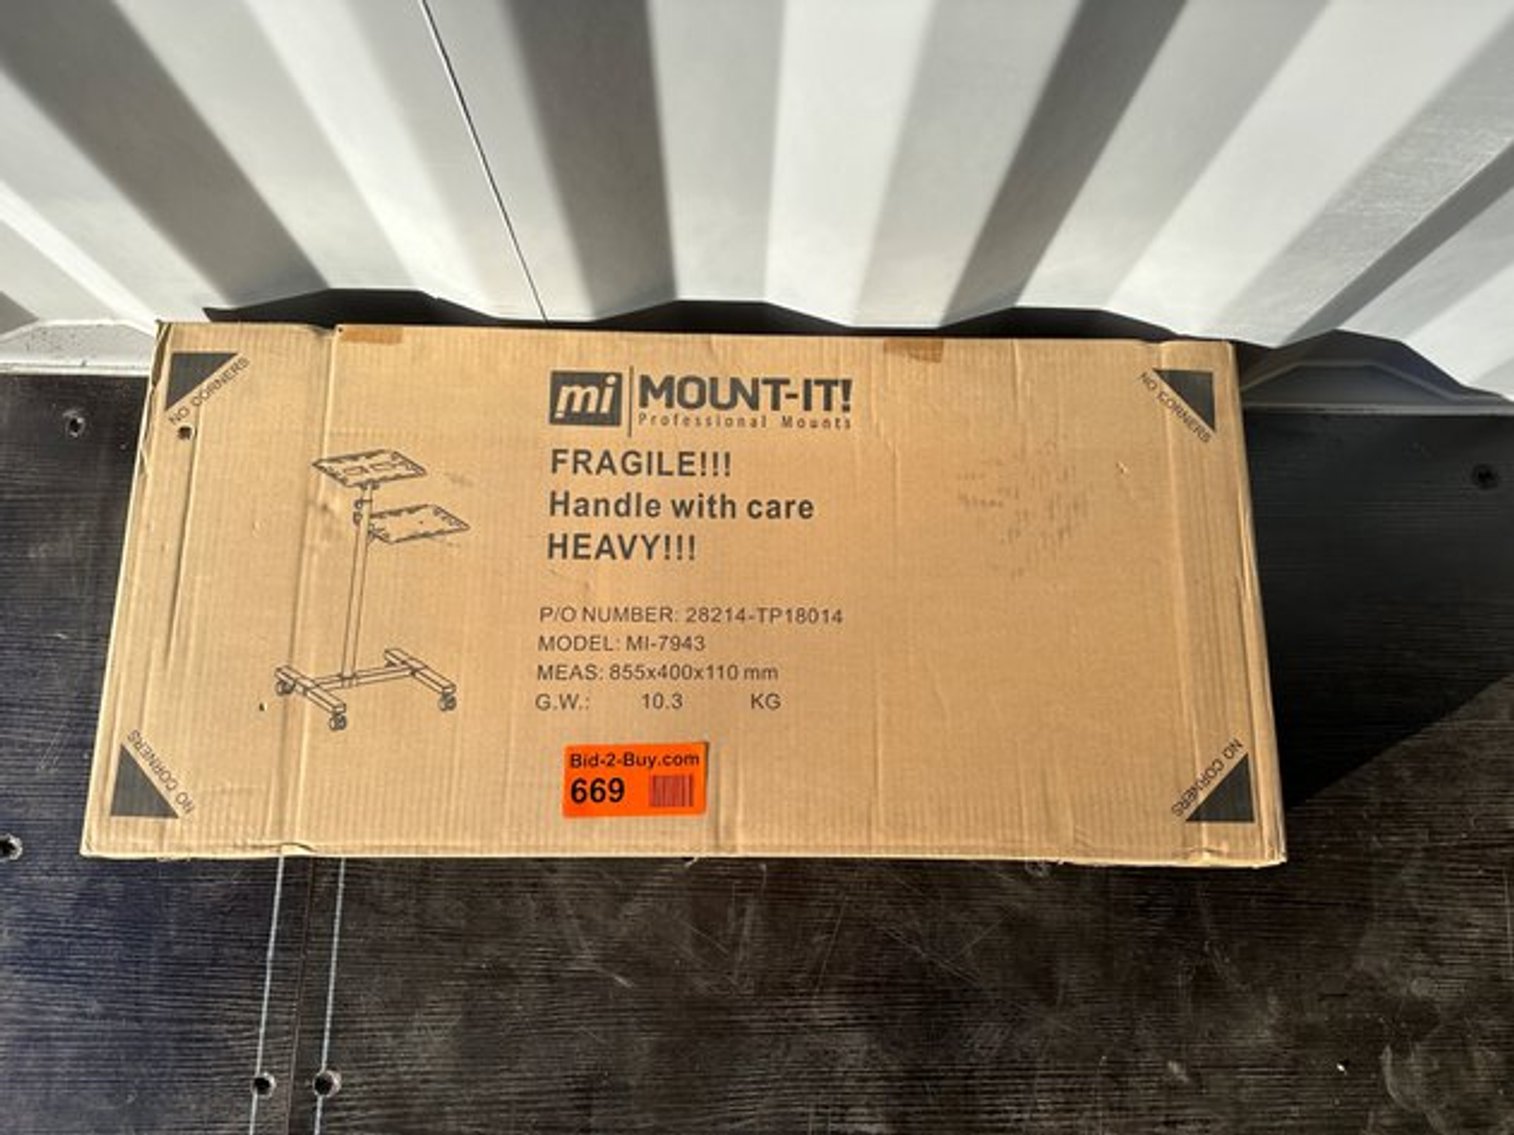 NO CORNERS
mi MOUNT-IT!
Professional Mounts
NO CORNERS
FRAGILE!!!
Handle with care
HEAVY!!!
P/O NUMBER: 28214-TP18014
MODEL: MI-7943
MEAS: 855x400x110 mm
G.W.: 10.3 KG
NO CORNERS
Bid-2-Buy.com
669
NO CORNERS